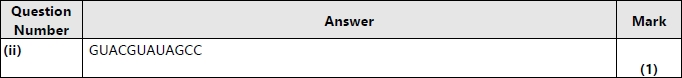 Question Number Answer Mark
(ii) GUACGUAUAGCC
(1)